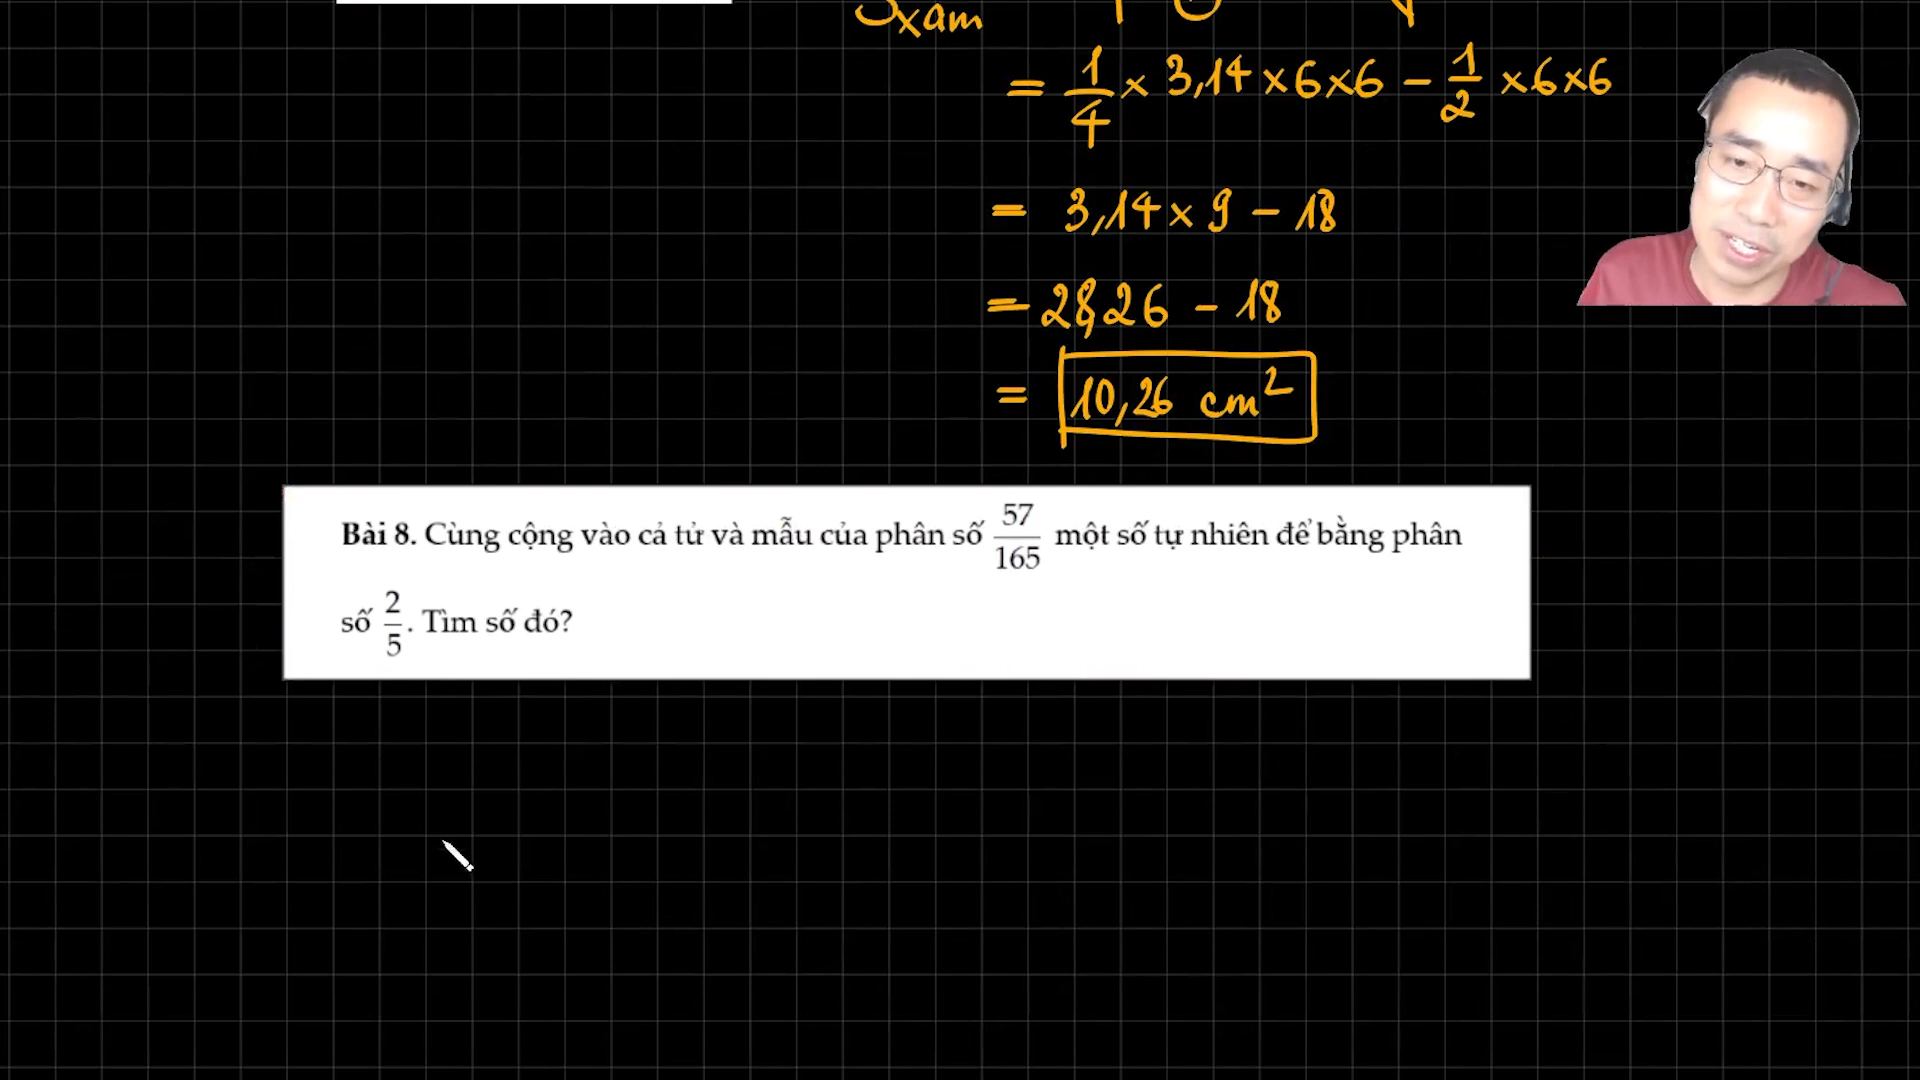 xám
= 1/4 × 3,14 × 6 × 6 − 1/2 × 6 × 6
= 3,14 × 9 − 18
= 28,26 − 18
= 10,26 cm²
Bài 8. Cùng cộng vào cả tử và mẫu của phân số 57/165 một số tự nhiên để bằng phân
số 2/5. Tìm số đó?